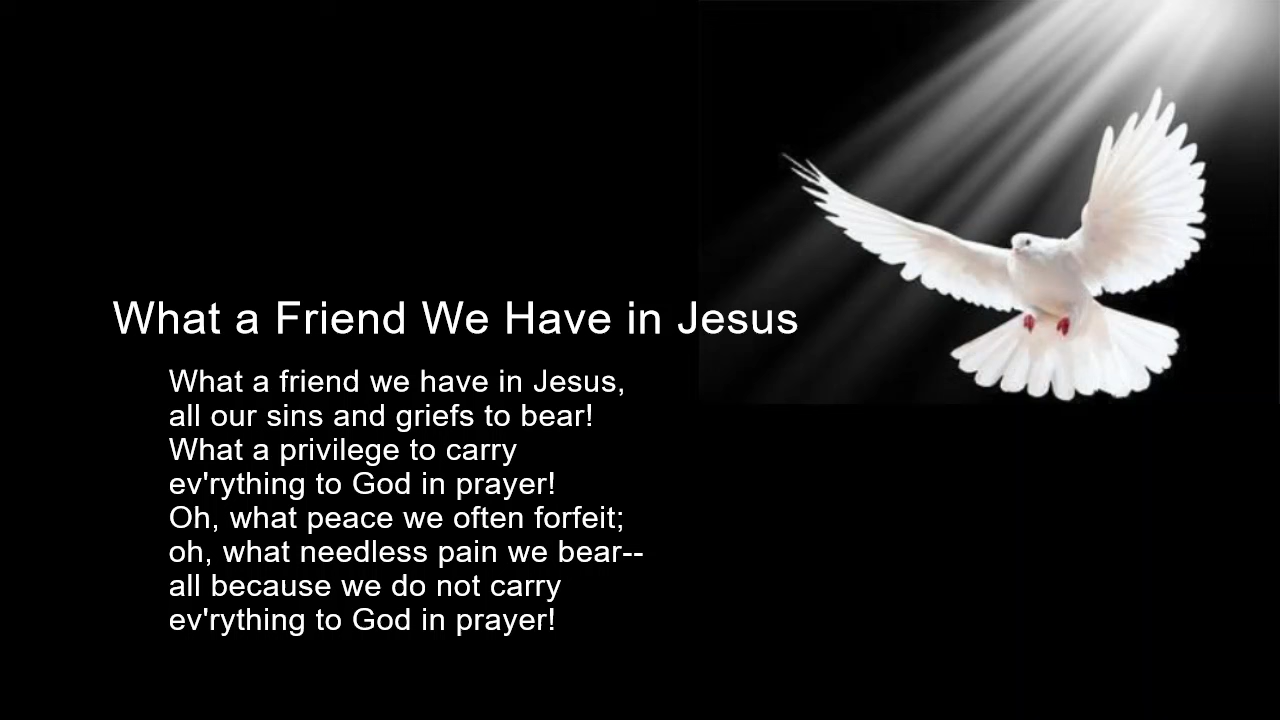 What a Friend We Have in Jesus
What a friend we have in Jesus,
all our sins and griefs to bear!
What a privilege to carry
ev'rything to God in prayer!
Oh, what peace we often forfeit;
oh, what needless pain we bear--
all because we do not carry
ev'rything to God in prayer!